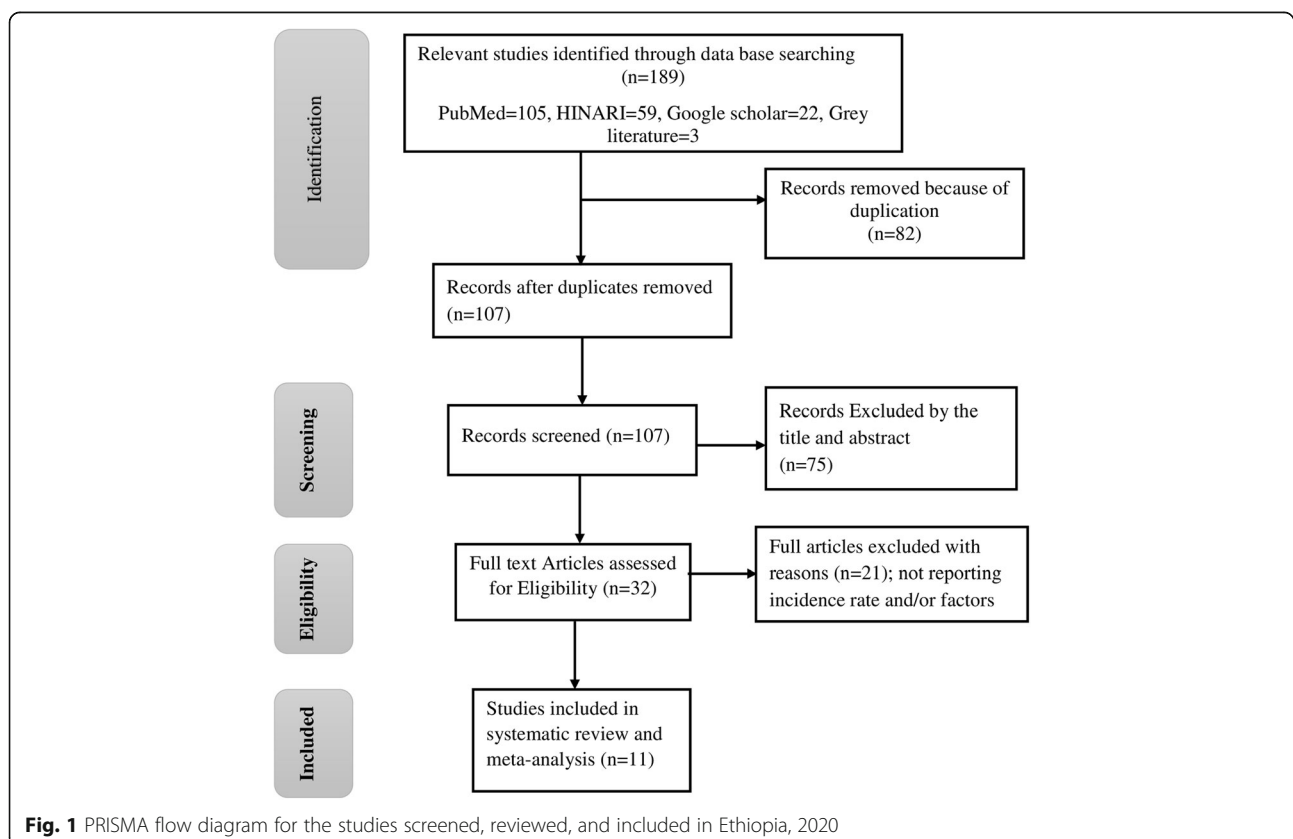 Identification
Relevant studies identified through data base searching
(n=189)
PubMed=105, HINARI=59, Google scholar=22, Grey
literature=3
Records removed because of
duplication
(n=82)
Records after duplicates removed
(n=107)
Screening
Records screened (n=107)
Records Excluded by the
title and abstract
(n=75)
Eligibility
Full text Articles assessed
for Eligibility (n=32)
Full articles excluded with
reasons (n=21); not reporting
incidence rate and/or factors
Included
Studies included in
systematic review and
meta-analysis (n=11)
Fig. 1 PRISMA flow diagram for the studies screened, reviewed, and included in Ethiopia, 2020